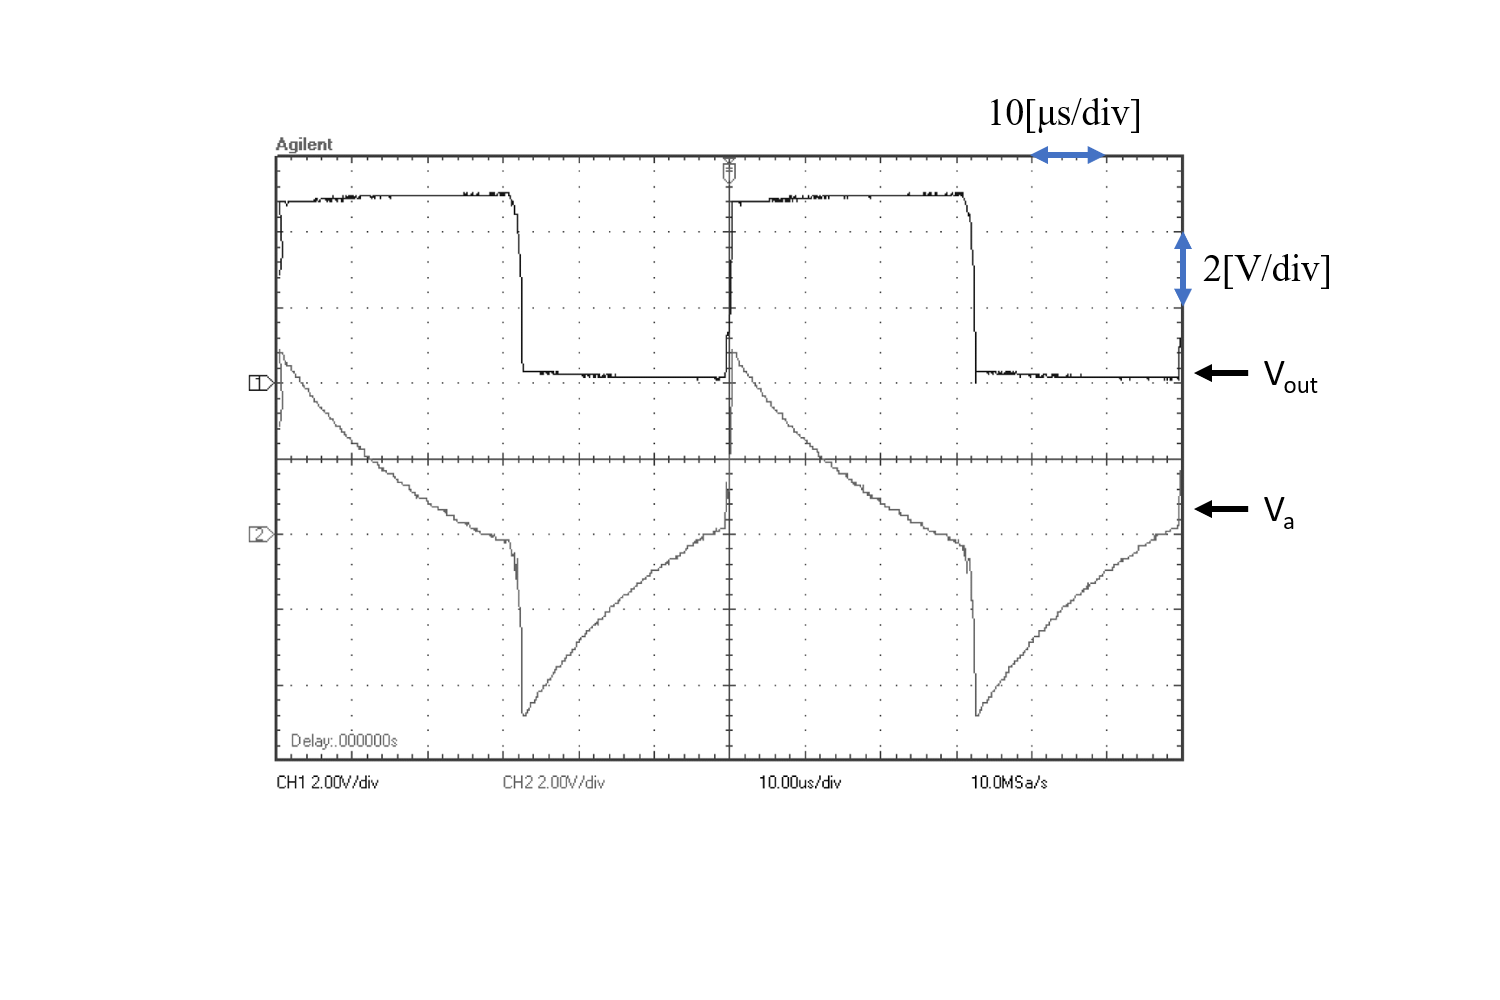 10[μs/div]
Agilent
2[V/div]
1
Vout
Va
2
Delay:.000000s
CH1 2.00V/div CH2 2.00V/div 10.00us/div 10.0MSa/s